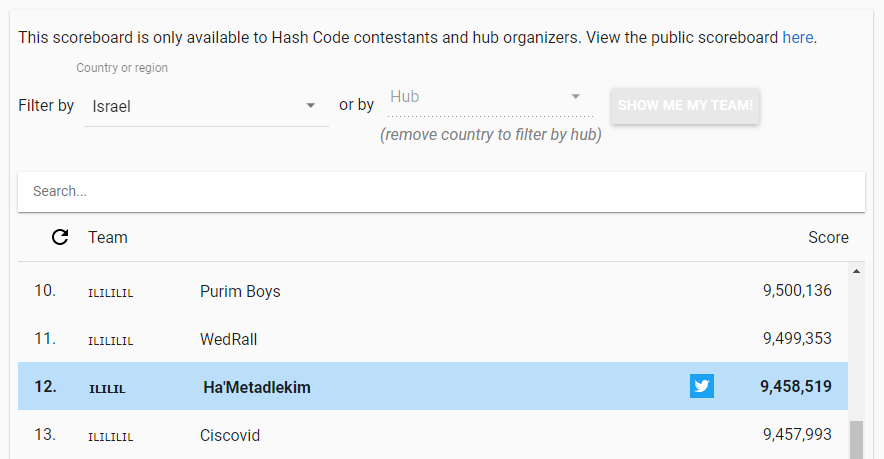 This scoreboard is only available to Hash Code contestants and hub organizers. View the public scoreboard here.
Country or region
Filter by Israel or by Hub SHOW ME MY TEAM!
(remove country to filter by hub)
Search...
Team Score
10. ILILILIL Purim Boys 9,500,136
11. ILILILIL WedRall 9,499,353
12. ILILIL Ha'Metadlekim 9,458,519
13. ILILILIL Ciscovid 9,457,993